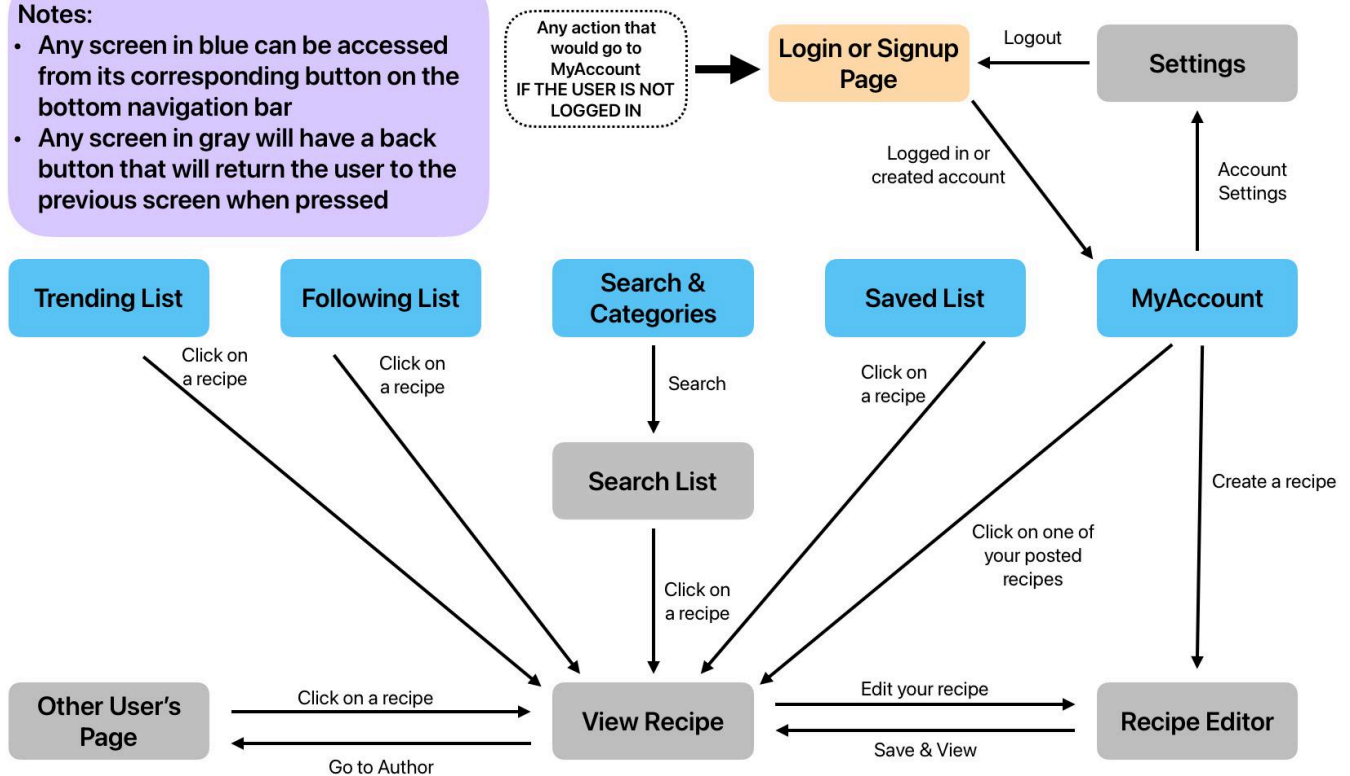 Notes:
• Any screen in blue can be accessed
from its corresponding button on the
bottom navigation bar
• Any screen in gray will have a back
button that will return the user to the
previous screen when pressed
Any action that
would go to
MyAccount
IF THE USER IS NOT
LOGGED IN
Login or Signup
Page
Logout
Settings
Logged in or
created account
Account
Settings
Trending List
Following List
Search &
Categories
Saved List
MyAccount
Click on
a recipe
Click on
a recipe
Search
Click on
a recipe
Search List
Create a recipe
Click on one of
your posted
recipes
Click on
a recipe
Other User's
Page
Click on a recipe
Go to Author
View Recipe
Edit your recipe
Save & View
Recipe Editor